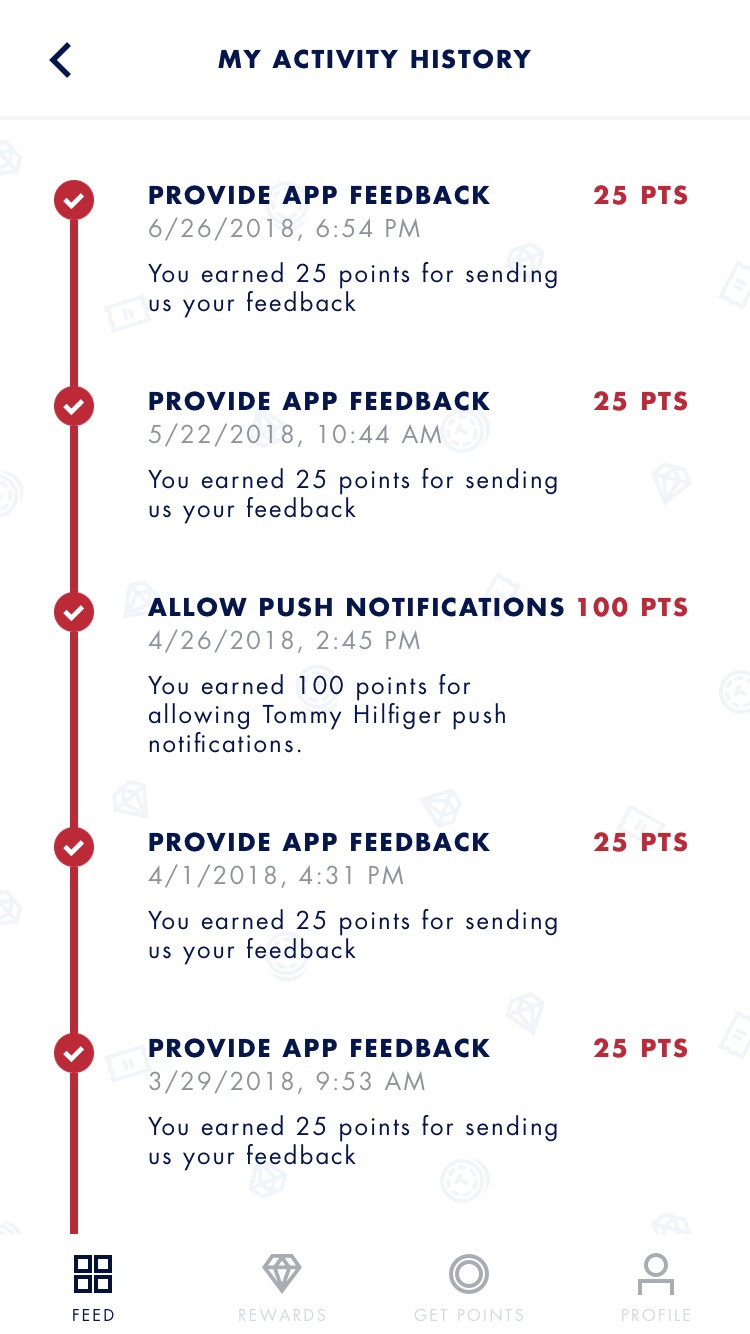 MY ACTIVITY HISTORY
PROVIDE APP FEEDBACK 25 PTS
6/26/2018, 6:54 PM
You earned 25 points for sending
us your feedback
PROVIDE APP FEEDBACK 25 PTS
5/22/2018, 10:44 AM
You earned 25 points for sending
us your feedback
ALLOW PUSH NOTIFICATIONS 100 PTS
4/26/2018, 2:45 PM
You earned 100 points for
allowing Tommy Hilfiger push
notifications.
PROVIDE APP FEEDBACK 25 PTS
4/1/2018, 4:31 PM
You earned 25 points for sending
us your feedback
PROVIDE APP FEEDBACK 25 PTS
3/29/2018, 9:53 AM
You earned 25 points for sending
us your feedback
FEED REWARDS GET POINTS PROFILE